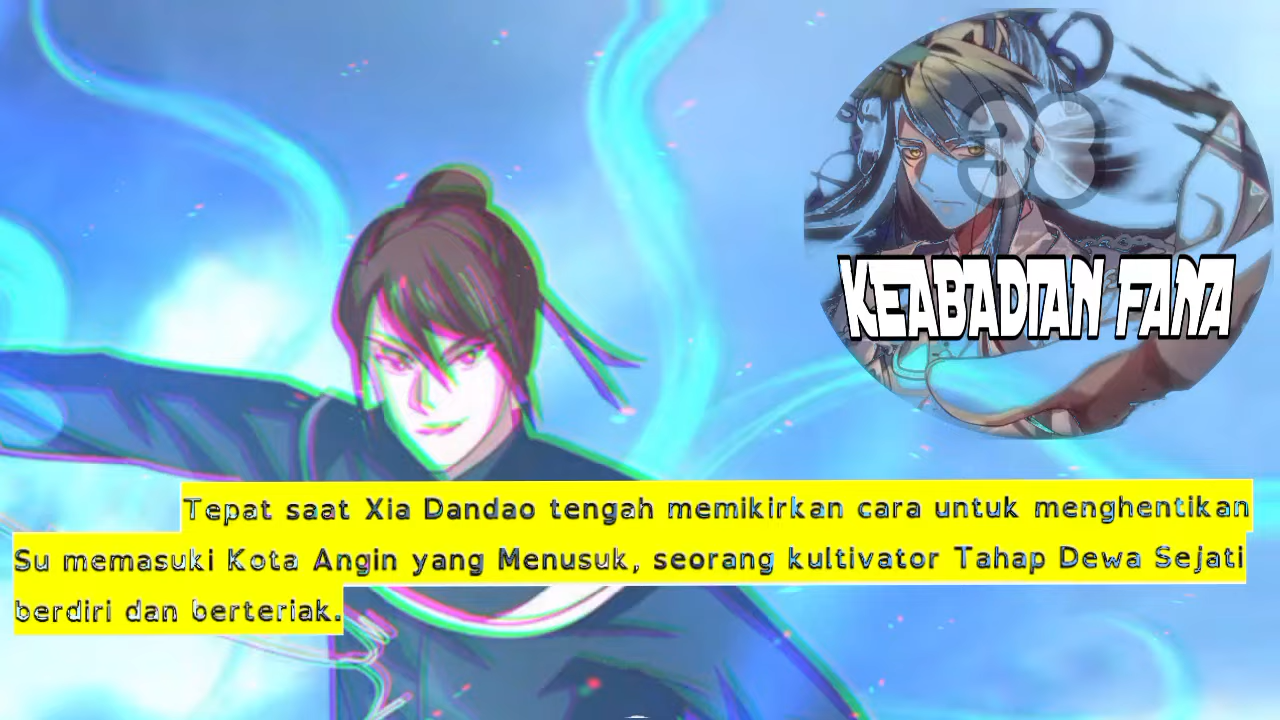 KEABADIAN FANA
Tepat saat Xia Dandao tengah memikirkan cara untuk menghentikan
Su memasuki Kota Angin yang Menusuk, seorang kultivator Tahap Dewa Sejati
berdiri dan berteriak.